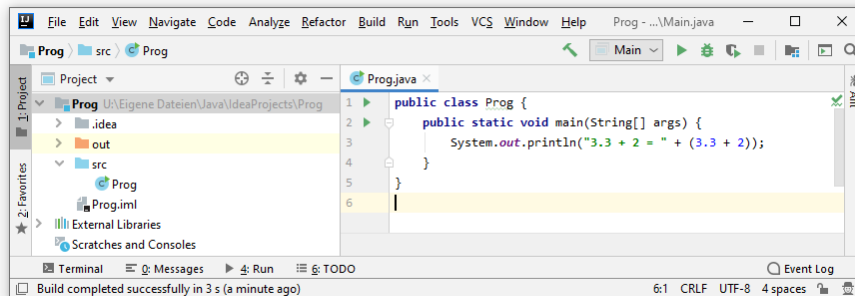 File Edit View Navigate Code Analyze Refactor Build Run Tools VCS Window Help Prog - ...\Main.java
Prog src Prog Main
1: Project
Project
Prog U:\Eigene Dateien\Java\IdeaProjects\Prog
.idea
out
src
Prog
Prog.iml
External Libraries
Scratches and Consoles
2: Favorites
Prog.java
1 public class Prog {
2 public static void main(String[] args) {
3 System.out.println("3.3 + 2 = " + (3.3 + 2));
4 }
5 }
6
Terminal 0: Messages 4: Run 6: TODO Event Log
Build completed successfully in 3 s (a minute ago) 6:1 CRLF UTF-8 4 spaces